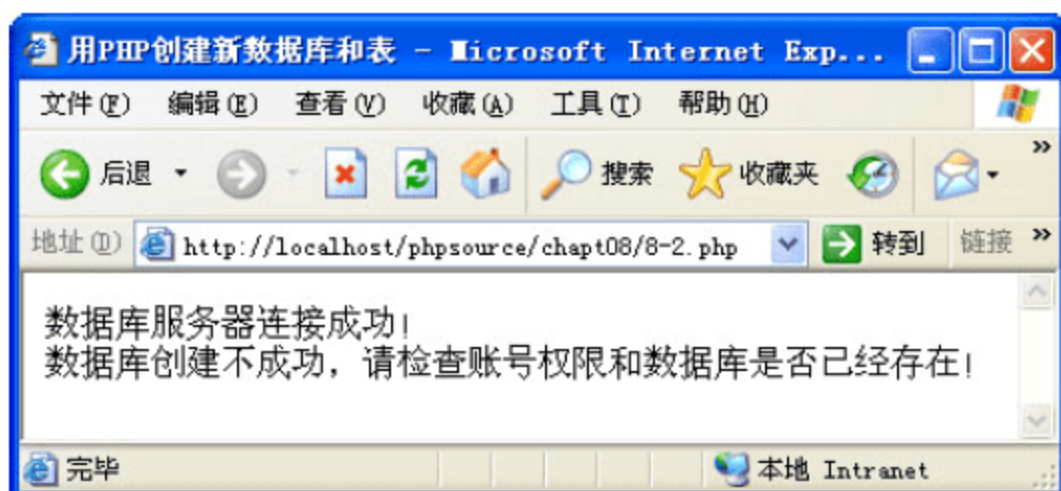 用PHP创建新数据库和表 - Microsoft Internet Exp...
文件(F) 编辑(E) 查看(V) 收藏(A) 工具(T) 帮助(H)
后退 搜索 收藏夹 »
地址(D) http://localhost/phpsource/chapt08/8-2.php 转到 链接 »
数据库服务器连接成功!
数据库创建不成功，请检查账号权限和数据库是否已经存在!
完毕 本地 Intranet